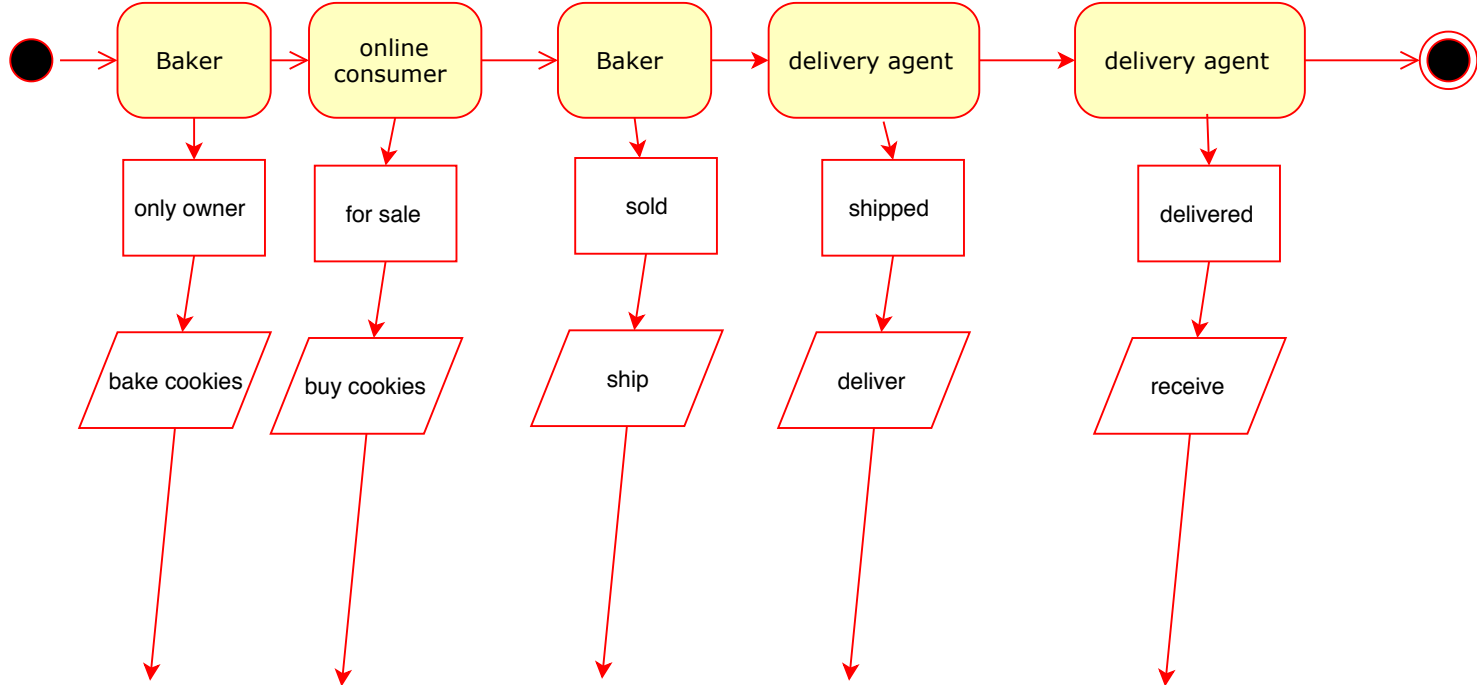 Baker
online
consumer
Baker
delivery agent
delivery agent
only owner
for sale
sold
shipped
delivered
bake cookies
buy cookies
ship
deliver
receive